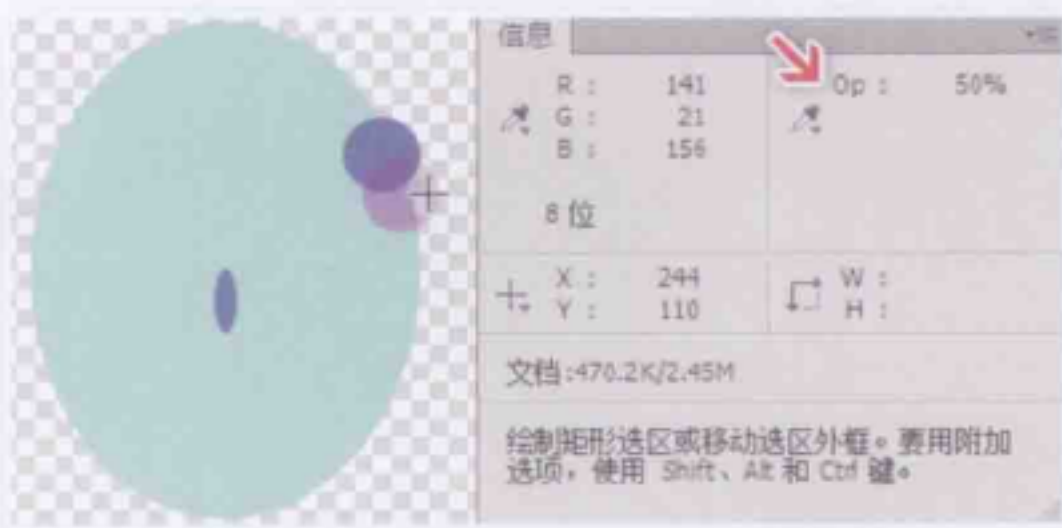 信息
R : 141
G : 21
B : 156
8 位
Op : 50%
X : 244
Y : 110
W :
H :
文档:470.2K/2.45M
绘制矩形选区或移动选区外框。要用附加
选项，使用 Shift、Alt 和 Ctrl 键。